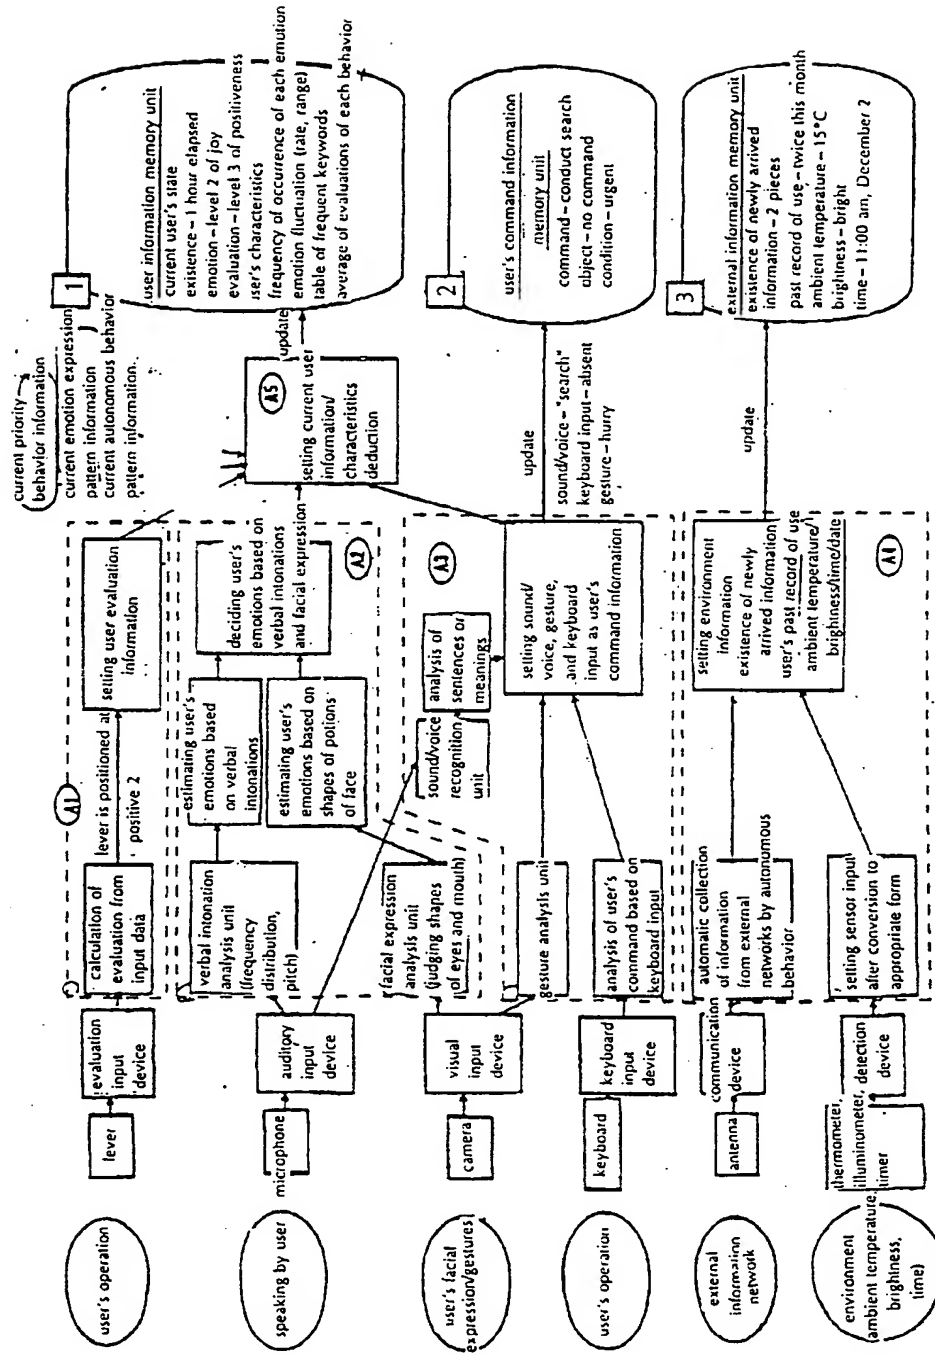 user's operation
lever
evaluation
input
device
calculation of
evaluation from
input data
lever is positioned at
positive 2
A1
setting user evaluation
information
current priority
behavior information
current emotion expression
pattern information
current autonomous behavior
pattern information
1
user information memory unit
current user's state
existence – 1 hour elapsed
emotion – level 2 of joy
evaluation – level 3 of positiveness
user's characteristics
frequency of occurrence of each emotion
emotion (fluctuation (rate, range)
table of frequent keywords
average of evaluations of each behavior
speaking by user
microphone
auditory
input
device
verbal intonation
analysis unit
(frequency
distribution,
pitch)
estimating user's
emotions based
on verbal
intonations
estimating user's
emotions based on
shapes of potions
of face
deciding user's
emotions based on
verbal intonations
and facial expression
A2
A5
setting current user
information/
characteristics
deduction
update
user's facial
expression/gestures
camera
visual
input
device
facial expression
analysis unit
(judging shapes
of eyes and mouth)
gesture analysis unit
sound/voice
recognition
unit
analysis of
sentences or
meanings
A3
setting sound/
voice, gesture,
and keyboard
input as user's
command information
update
sound/voice – "search"
keyboard input – absent
gesture – hurry
2
user's command information
memory unit
command – conduct search
object – no command
condition – urgent
user's operation
keyboard
keyboard
input
device
analysis of user's
command based on
keyboard input
external
information
network
antenna
communication
device
automatic collection
of information
from external
networks by autonomous
behavior
setting environment
information
existence of newly
arrived information
user's past record of use
ambient temperature/
brightness/time/date
A4
update
3
external information memory unit
existence of newly arrived
information – 2 pieces
past record of use – twice this month
ambient temperature – 15°C
brightness – bright
time – 11:00 am, December 2
environment
(ambient temperature,
brightness,
time)
thermometer,
illuminometer,
timer
detection
device
setting sensor input
after conversion to
appropriate form